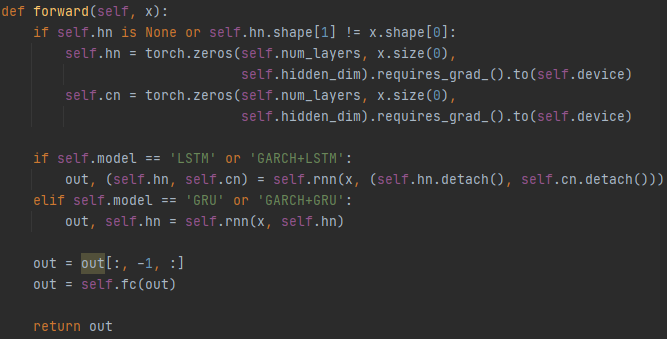 def forward(self, x):
    if self.hn is None or self.hn.shape[1] != x.shape[0]:
        self.hn = torch.zeros(self.num_layers, x.size(0),
                              self.hidden_dim).requires_grad_().to(self.device)
        self.cn = torch.zeros(self.num_layers, x.size(0),
                              self.hidden_dim).requires_grad_().to(self.device)

    if self.model == 'LSTM' or 'GARCH+LSTM':
        out, (self.hn, self.cn) = self.rnn(x, (self.hn.detach(), self.cn.detach()))
    elif self.model == 'GRU' or 'GARCH+GRU':
        out, self.hn = self.rnn(x, self.hn)

    out = out[:, -1, :]
    out = self.fc(out)

    return out